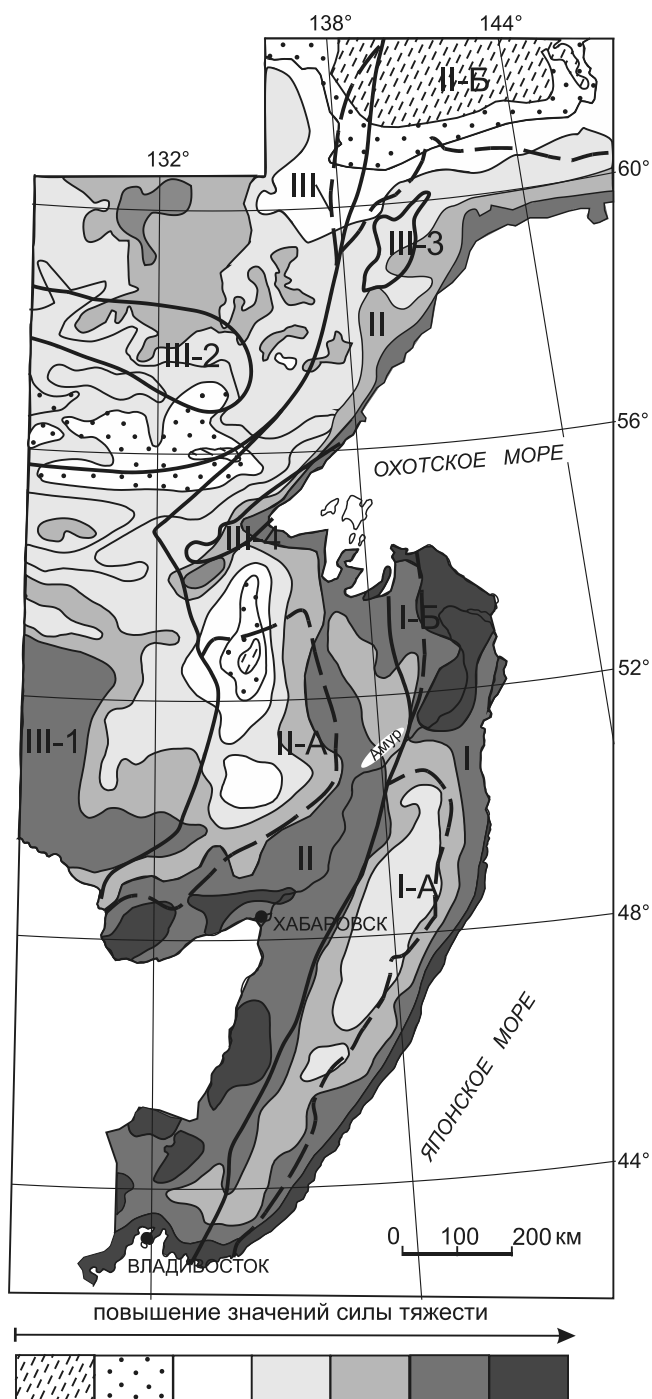 138° 144°
II-Б
132°
60°
III
III-3
II
III-2
56°
ОХОТСКОЕ МОРЕ
III-4
I-Б
52°
III-1
II-А
Амур
I
II
I-А
48°
ХАБАРОВСК
ЯПОНСКОЕ МОРЕ
44°
0 100 200 км
ВЛАДИВОСТОК
повышение значений силы тяжести